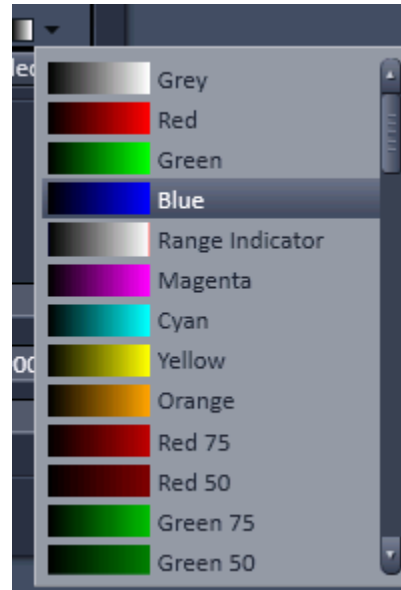 Grey
Red
Green
Blue
Range Indicator
Magenta
Cyan
Yellow
Orange
Red 75
Red 50
Green 75
Green 50